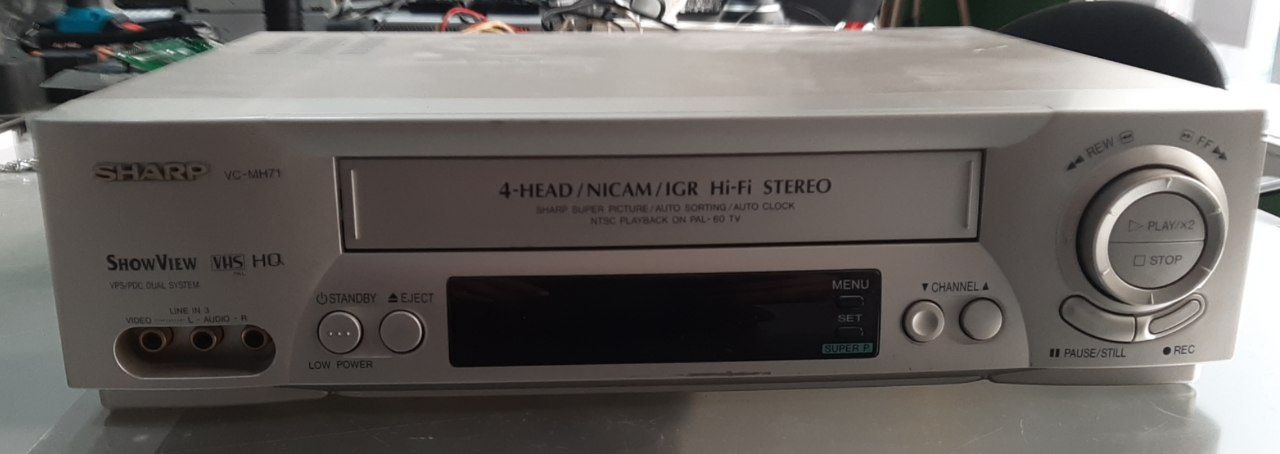 SHARP VC-MH71
4-HEAD/NICAM/IGR Hi-Fi STEREO
SHARP SUPER PICTURE/AUTO SORTING/AUTO CLOCK
NTSC PLAYBACK ON PAL-60 TV
SHOWVIEW VHS HQ
PAL
VPS/PDC DUAL SYSTEM
LINE IN 3
VIDEO L - AUDIO - R
STANDBY EJECT
LOW POWER
MENU
SET
SUPER P.
▼ CHANNEL ▲
◀◀ REW FF ▶▶
▷ PLAY/X2
□ STOP
PAUSE/STILL ● REC